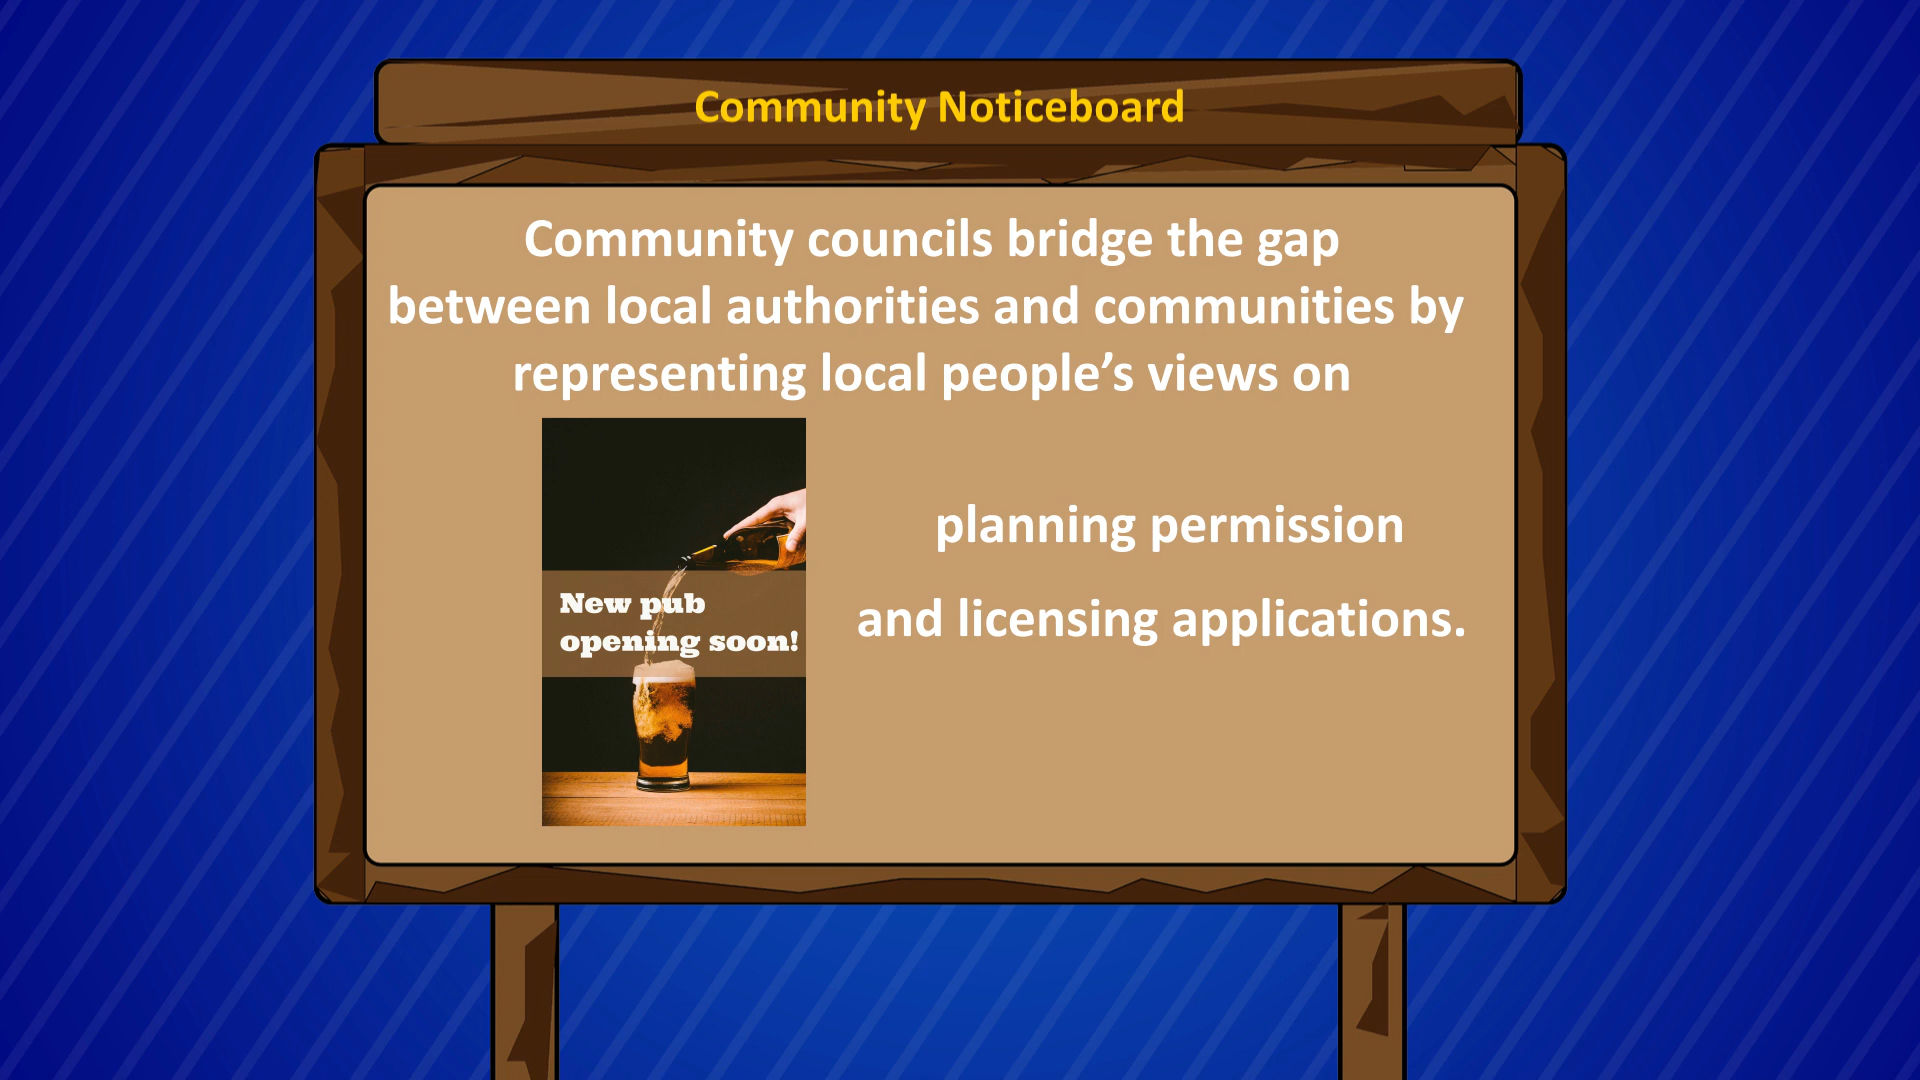 Community Noticeboard
Community councils bridge the gap
between local authorities and communities by
representing local people’s views on
New pub
opening soon!
planning permission
and licensing applications.